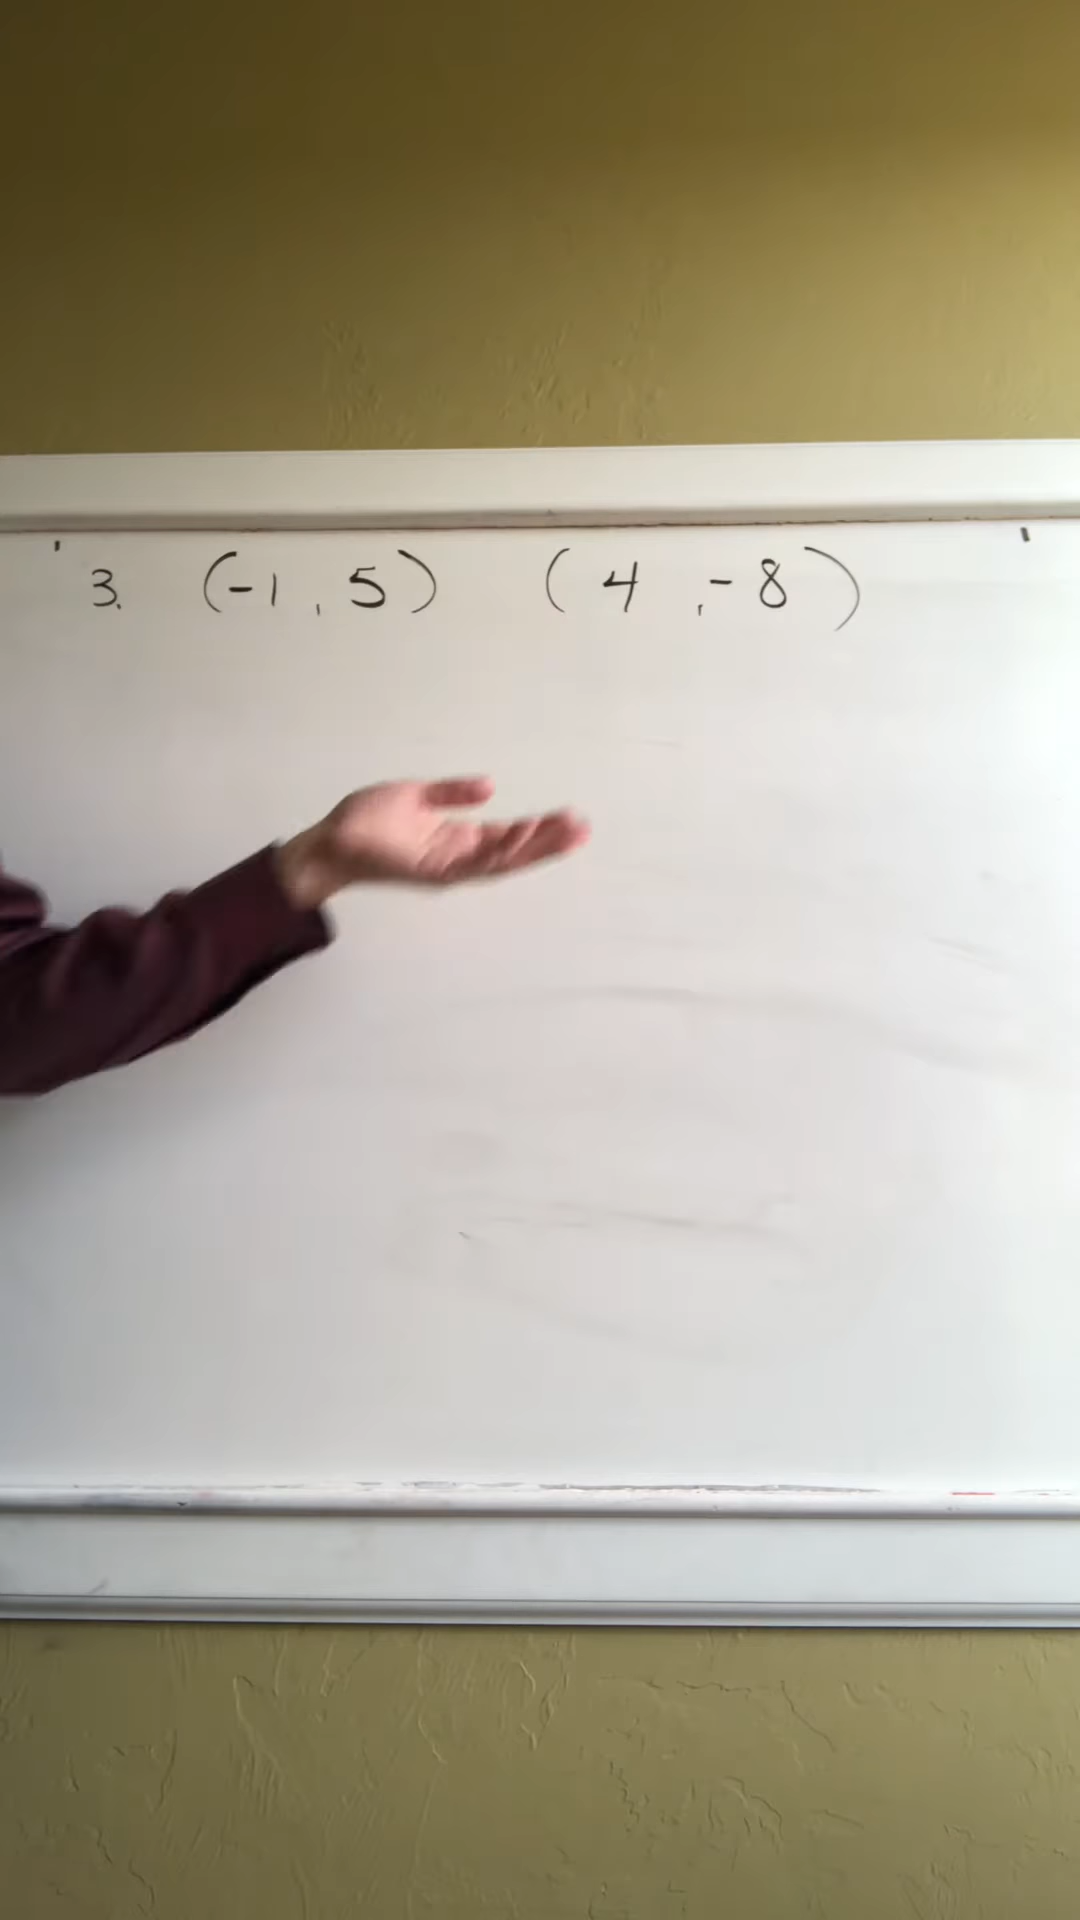 3. (-1, 5) (4, -8)